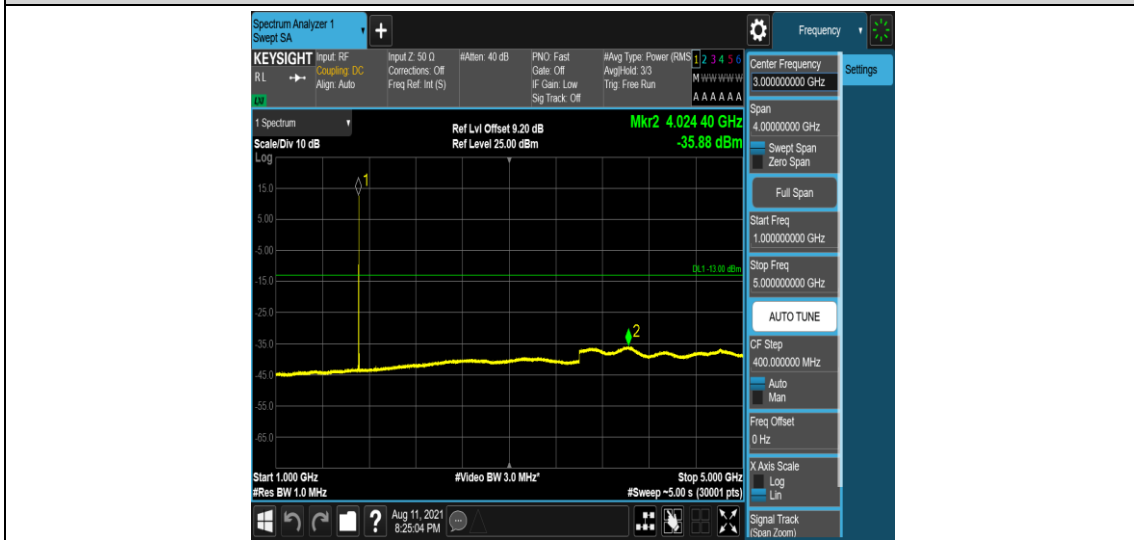 Spectrum Analyzer 1
Swept SA
+
Frequency
KEYSIGHT
RL
LXI
Input: RF
Coupling: DC
Align: Auto
Input Z: 50 Ω
Corrections: Off
Freq Ref: Int (S)
#Atten: 40 dB
PNO: Fast
Gate: Off
IF Gain: Low
Sig Track: Off
#Avg Type: Power (RMS
Avg|Hold: 3/3
Trig: Free Run
1 2 3 4 5 6
M W W W W W
A A A A A A
1 Spectrum
Scale/Div 10 dB
Ref Lvl Offset 9.20 dB
Ref Level 25.00 dBm
Mkr2 4.024 40 GHz
-35.88 dBm
Log
15.0
5.00
-5.00
-15.0
-25.0
-35.0
-45.0
-55.0
-65.0
1
DL1 -13.00 dBm
2
Start 1.000 GHz
#Res BW 1.0 MHz
#Video BW 3.0 MHz*
Stop 5.000 GHz
#Sweep ~5.00 s (30001 pts)
Center Frequency
3.000000000 GHz
Settings
Span
4.00000000 GHz
Swept Span
Zero Span
Full Span
Start Freq
1.000000000 GHz
Stop Freq
5.000000000 GHz
AUTO TUNE
CF Step
400.000000 MHz
Auto
Man
Freq Offset
0 Hz
X Axis Scale
Log
Lin
Signal Track
(Span Zoom)
?
Aug 11, 2021
8:25:04 PM